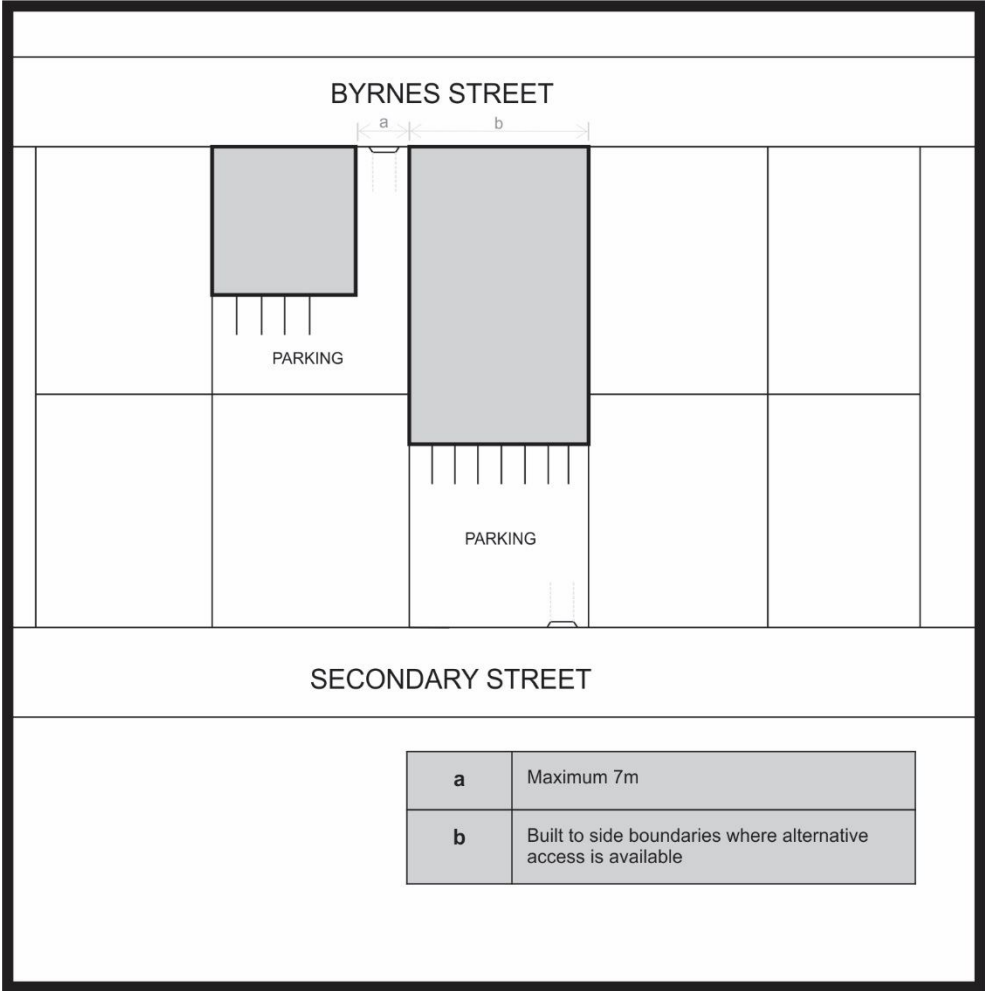 BYRNES STREET
a
b
PARKING
PARKING
SECONDARY STREET
a
Maximum 7m
b
Built to side boundaries where alternative
access is available